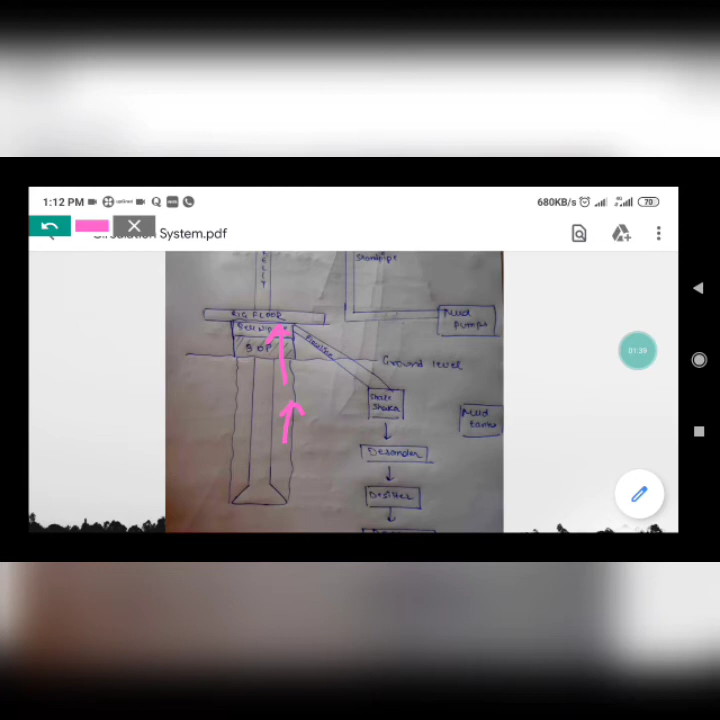 1:12 PM
680KB/s
70
System.pdf
KELLY
Standpipe
RIG FLOOR
Mud
pumps
BOP
Flowline
Ground level
01:39
Shale
Shaker
Mud
tanks
Desander
Desilter